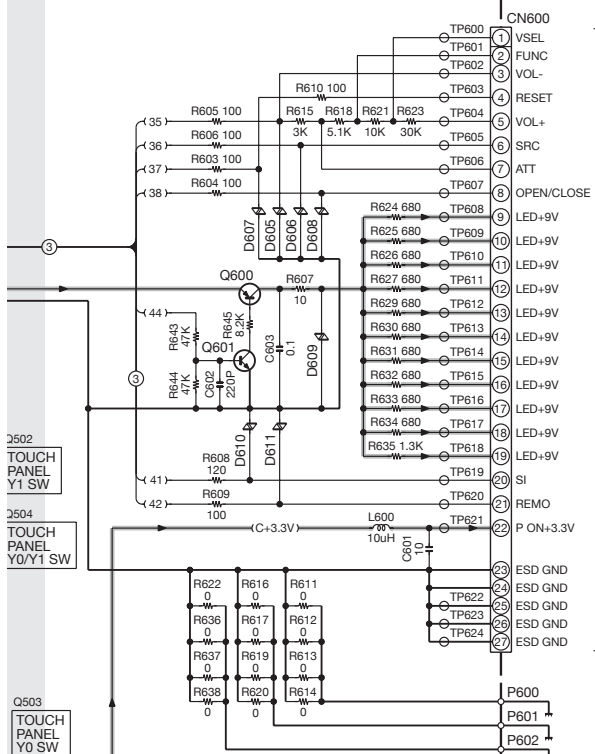 CN600
TP600 1 VSEL
TP601 2 FUNC
TP602 3 VOL-
R610 100 TP603 4 RESET
35 R605 100 R615 R618 R621 R623 TP604 5 VOL+
3K 5.1K 10K 30K
36 R606 100 TP605 6 SRC
37 R603 100 TP606 7 ATT
38 R604 100 TP607 8 OPEN/CLOSE
D607 D605 D606 D608
R624 680 TP608 9 LED+9V
R625 680 TP609 10 LED+9V
3
R626 680 TP610 11 LED+9V
Q600 R607 R627 680 TP611 12 LED+9V
10
44 R643 47K R645 8.2K C603 0.1 D609 R629 680 TP612 13 LED+9V
R630 680 TP613 14 LED+9V
Q601 R631 680 TP614 15 LED+9V
3 R644 47K C602 220P R632 680 TP615 16 LED+9V
R633 680 TP616 17 LED+9V
D610 D611 R634 680 TP617 18 LED+9V
R635 1.3K TP618 19 LED+9V
Q502
TOUCH
PANEL
Y1 SW
41 R608 120 TP619 20 SI
42 R609 100 TP620 21 REMO
Q504
TOUCH
PANEL
Y0/Y1 SW
(C+3.3V) L600 10uH TP621 22 P ON+3.3V
C601 10
23 ESD GND
24 ESD GND
TP622 25 ESD GND
TP623 26 ESD GND
TP624 27 ESD GND
R622 R616 R611
0 0 0
R636 R617 R612
0 0 0
R637 R619 R613
0 0 0
R638 R620 R614
0 0 0
Q503
TOUCH
PANEL
Y0 SW
P600
P601
P602